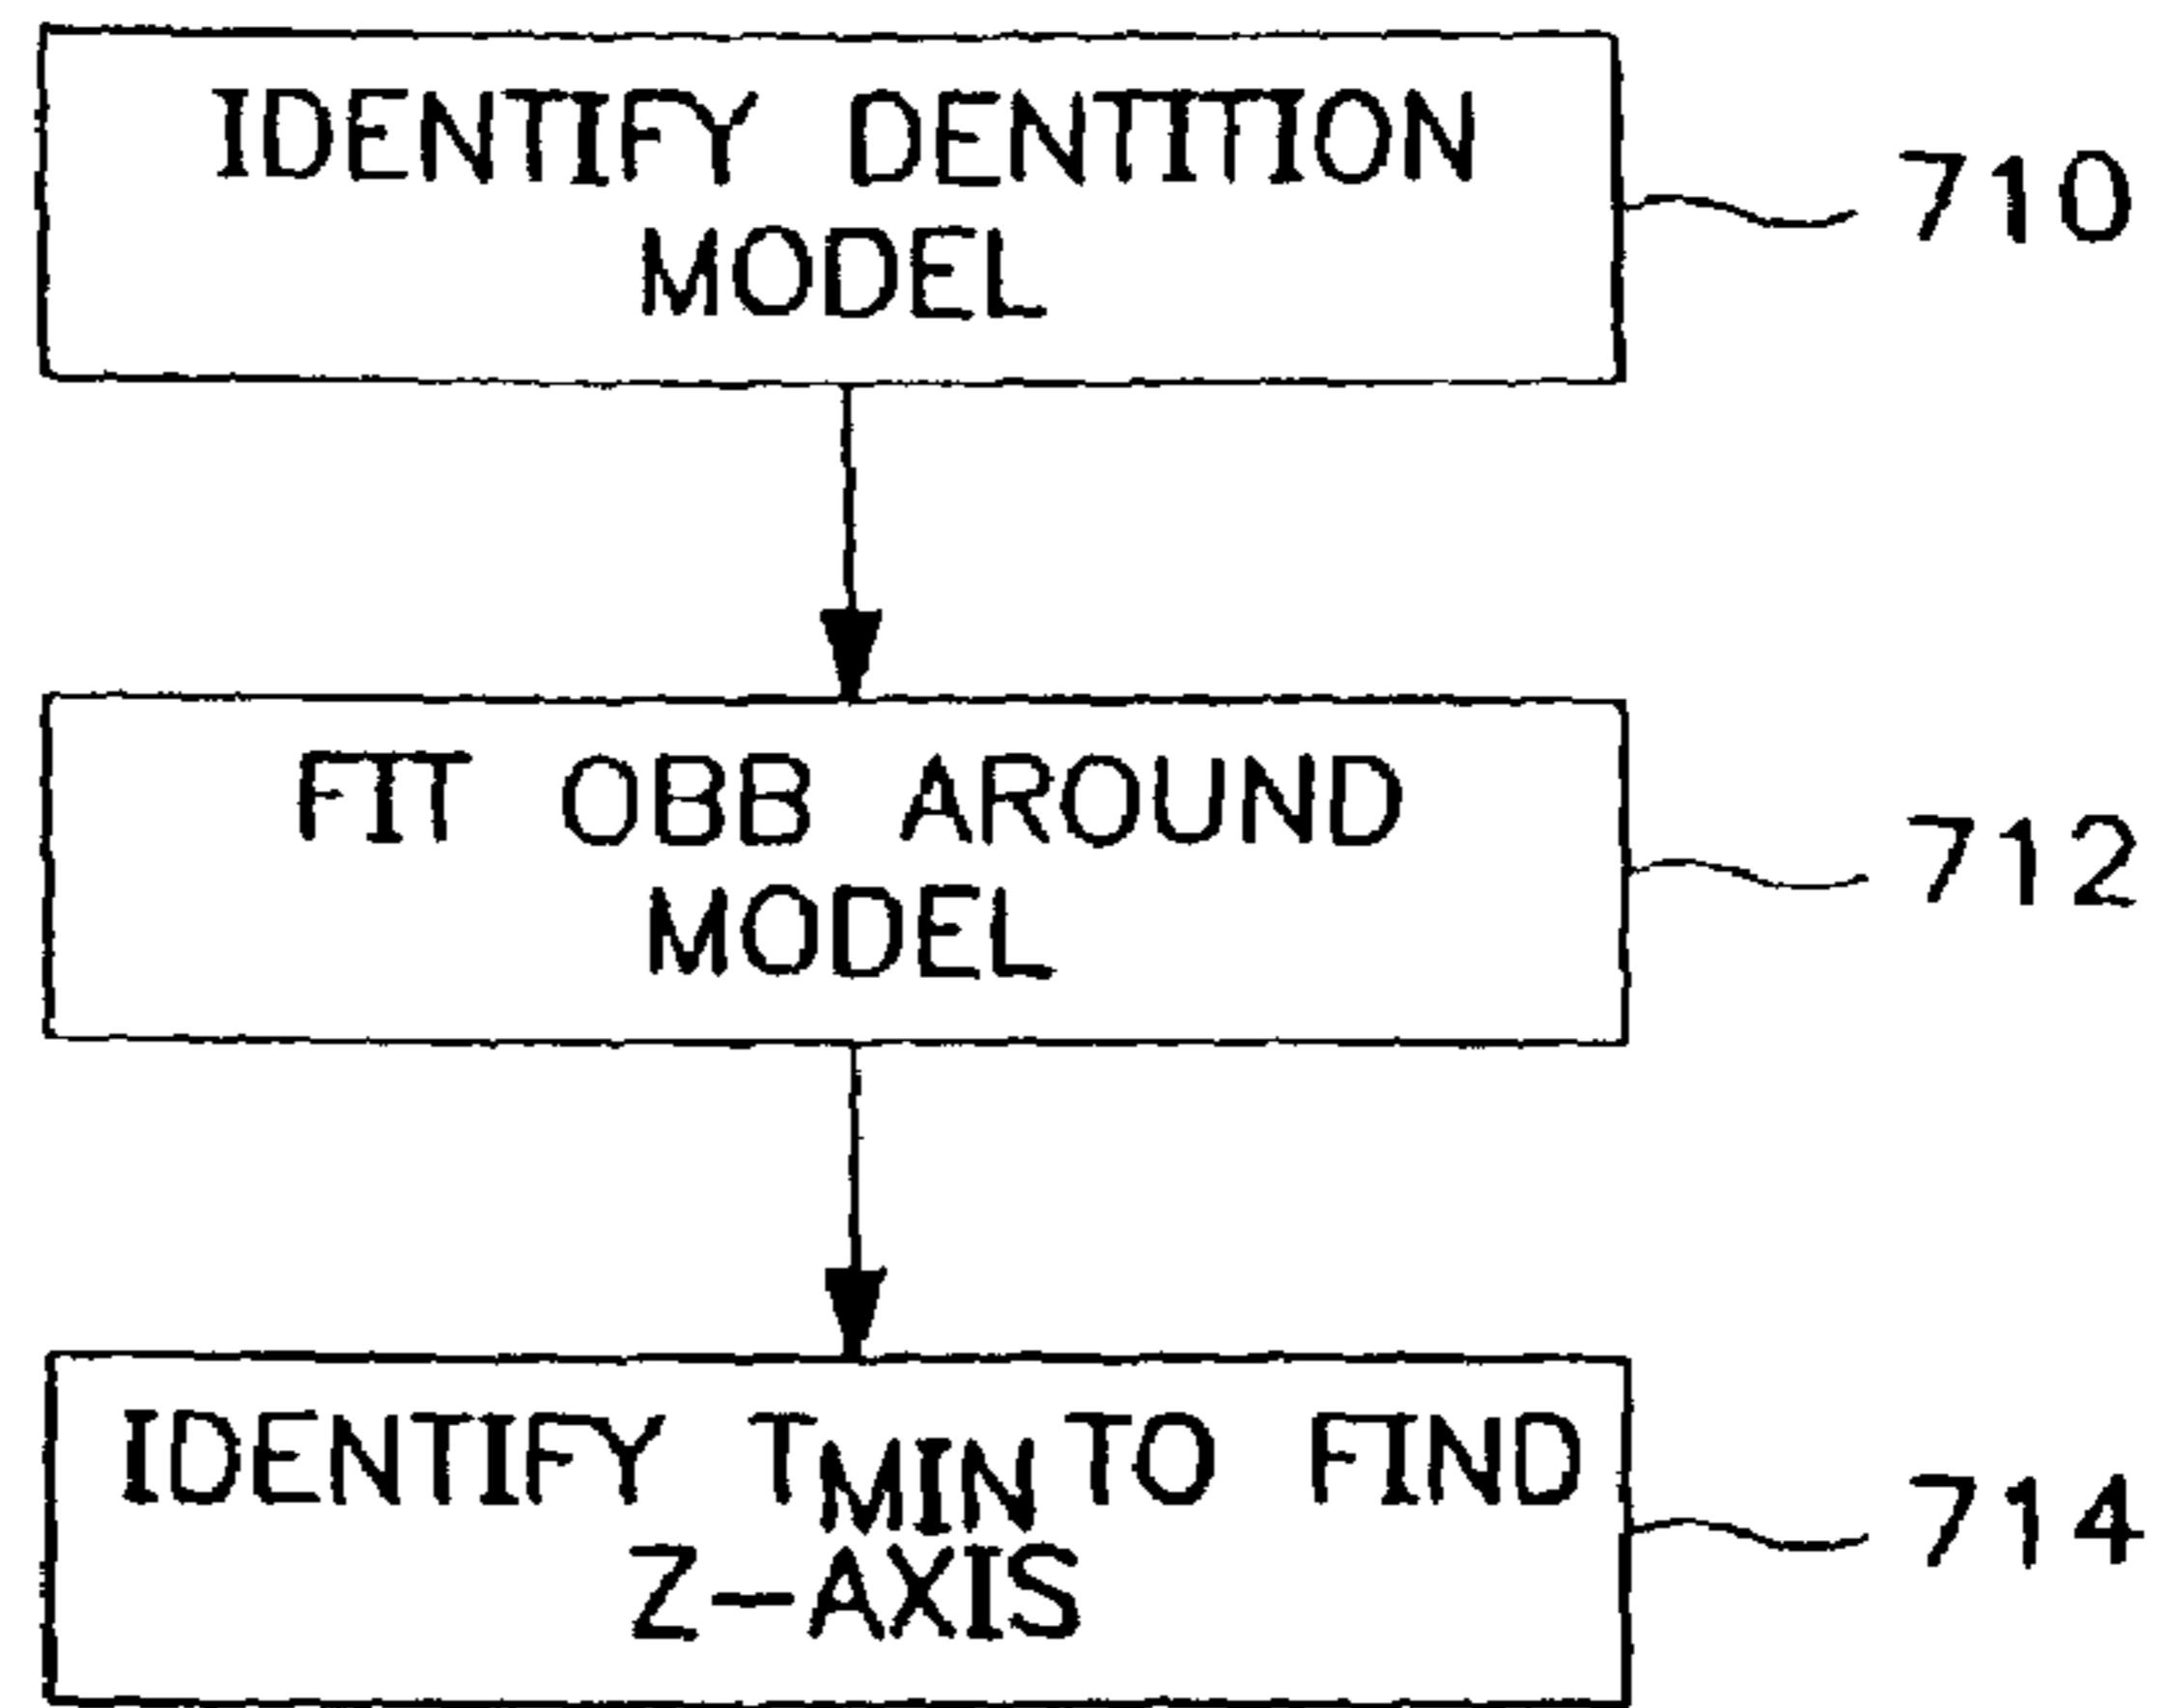 IDENTIFY DENTITION
MODEL
710
FIT OBB AROUND
MODEL
712
IDENTIFY TMIN TO FIND
Z-AXIS
714